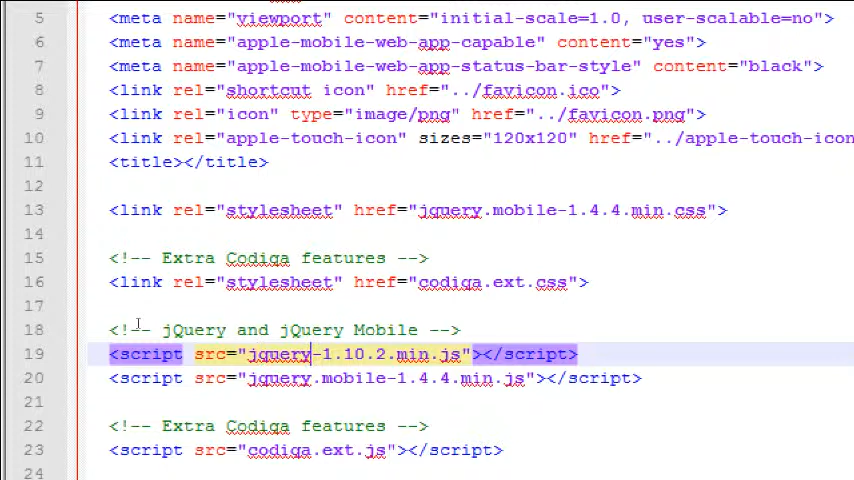 5 <meta name="viewport" content="initial-scale=1.0, user-scalable=no">
6 <meta name="apple-mobile-web-app-capable" content="yes">
7 <meta name="apple-mobile-web-app-status-bar-style" content="black">
8 <link rel="shortcut icon" href="../favicon.ico">
9 <link rel="icon" type="image/png" href="../favicon.png">
10 <link rel="apple-touch-icon" sizes="120x120" href="../apple-touch-icon
11 <title></title>
12
13 <link rel="stylesheet" href="jquery.mobile-1.4.4.min.css">
14
15 <!-- Extra Codiqa features -->
16 <link rel="stylesheet" href="codiqa.ext.css">
17
18 <!-- jQuery and jQuery Mobile -->
19 <script src="jquery-1.10.2.min.js"></script>
20 <script src="jquery.mobile-1.4.4.min.js"></script>
21
22 <!-- Extra Codiqa features -->
23 <script src="codiqa.ext.js"></script>
24